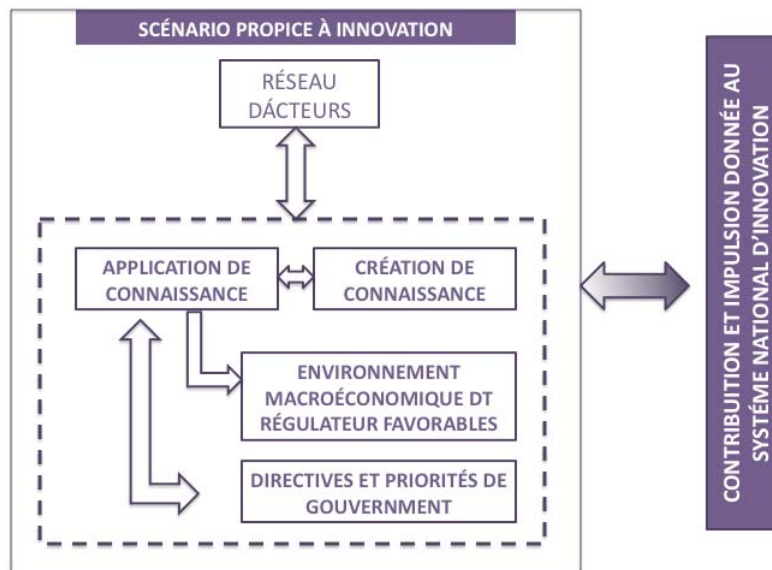 SCÉNARIO PROPICE À INNOVATION
RÉSEAU
DÁCTEURS
APPLICATION DE
CONNAISSANCE
CRÉATION DE
CONNAISSANCE
ENVIRONNEMENT
MACROÉCONOMIQUE DT
RÉGULATEUR FAVORABLES
DIRECTIVES ET PRIORITÉS DE
GOUVERNMENT
CONTRIBUITION ET IMPULSION DONNÉE AU
SYSTÉME NATIONAL D'INNOVATION